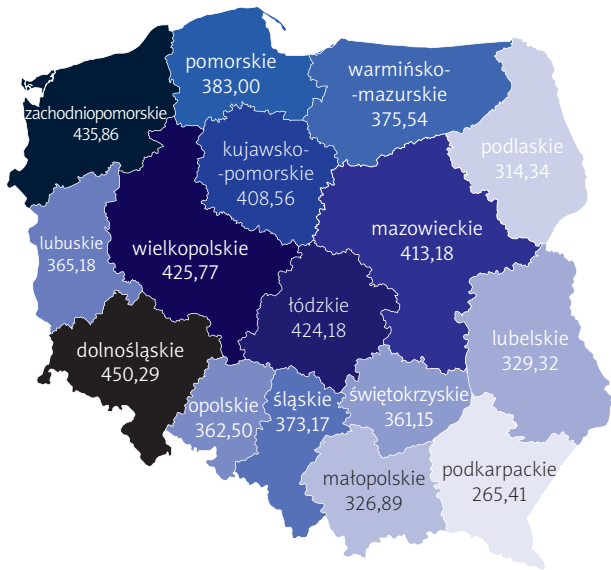 pomorskie
383,00
warmińsko-
-mazurskie
375,54
zachodniopomorskie
435,86
kujawsko-
-pomorskie
408,56
podlaskie
314,34
lubuskie
365,18
wielkopolskie
425,77
mazowieckie
413,18
łódzkie
424,18
dolnośląskie
450,29
lubelskie
329,32
opolskie
362,50
śląskie
373,17
świętokrzyskie
361,15
małopolskie
326,89
podkarpackie
265,41